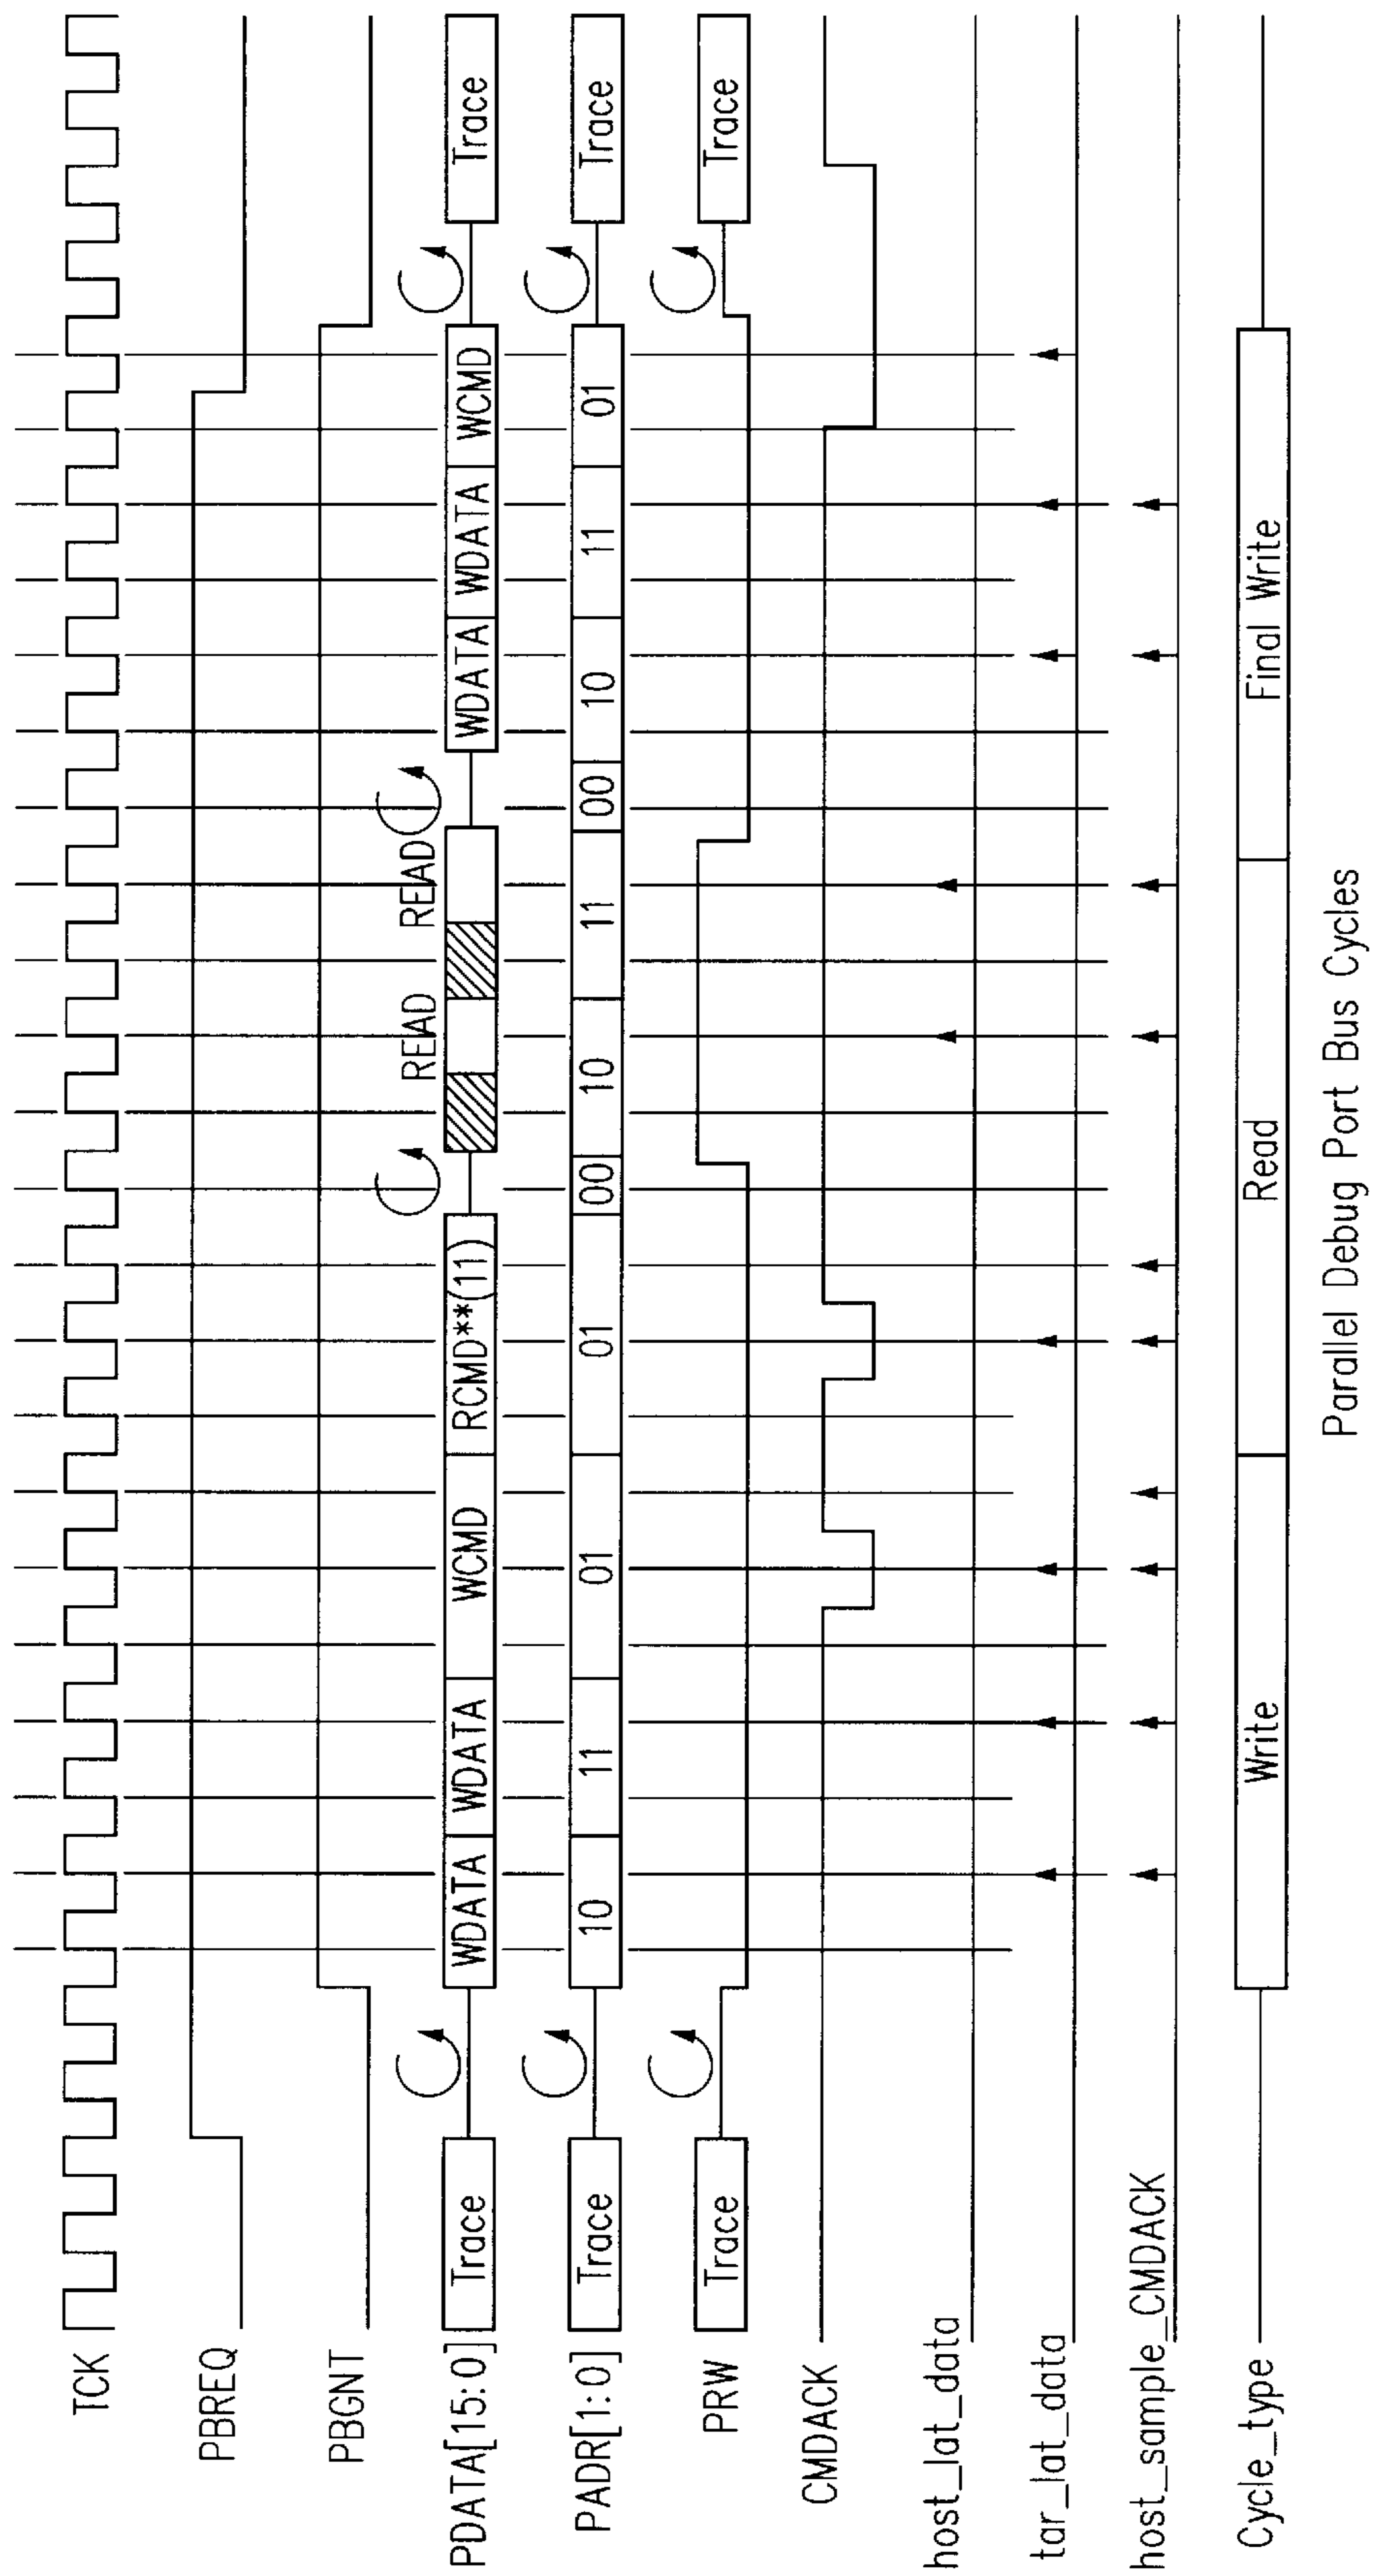 TCK
PBREQ
PBGNT
PDATA[15:0] Trace WDATA WDATA WCMD RCMD**(11) READ READ WDATA WDATA WCMD Trace
PADR[1:0] Trace 10 11 01 01 00 10 11 00 10 11 01 Trace
PRW Trace Trace
CMDACK
host_lat_data
tar_lat_data
host_sample_CMDACK
Cycle_type Write Read Final Write
Parallel Debug Port Bus Cycles